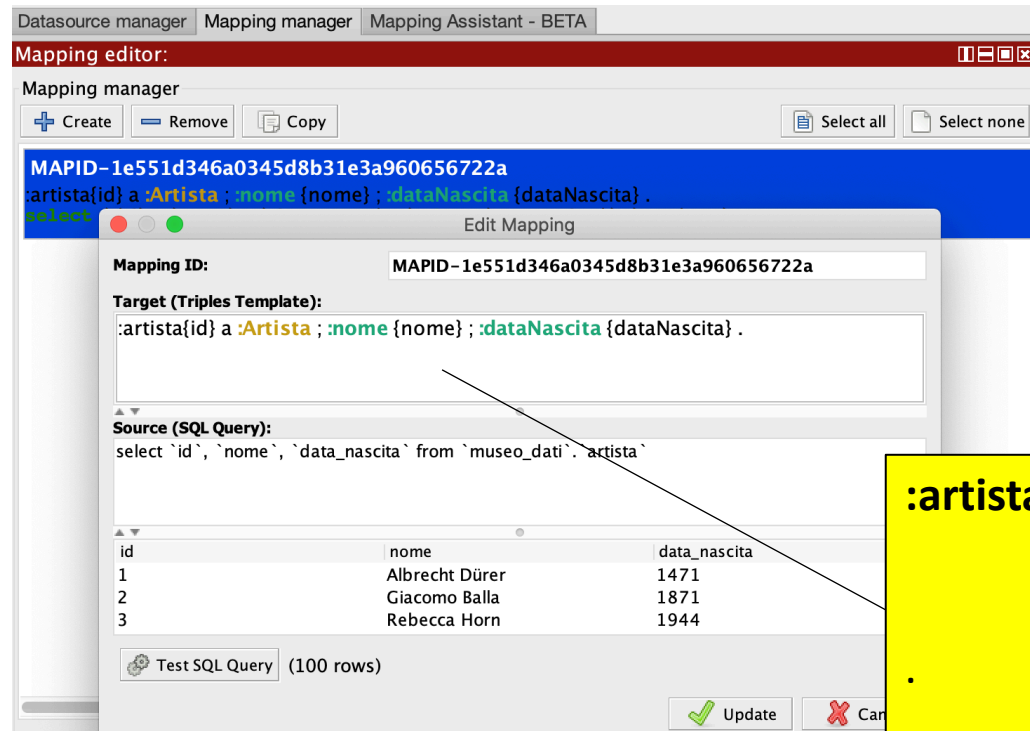 Datasource manager Mapping manager Mapping Assistant - BETA
Mapping editor:
Mapping manager
Create Remove Copy Select all Select none
MAPID-1e551d346a0345d8b31e3a960656722a
:artista{id} a :Artista ; :nome {nome} ; :dataNascita {dataNascita} .
select
Edit Mapping
Mapping ID: MAPID-1e551d346a0345d8b31e3a960656722a
Target (Triples Template):
:artista{id} a :Artista ; :nome {nome} ; :dataNascita {dataNascita} .
Source (SQL Query):
select `id`, `nome`, `data_nascita` from `museo_dati`.`artista`
id nome data_nascita
1 Albrecht Dürer 1471
2 Giacomo Balla 1871
3 Rebecca Horn 1944
Test SQL Query (100 rows)
Update
:artista
.